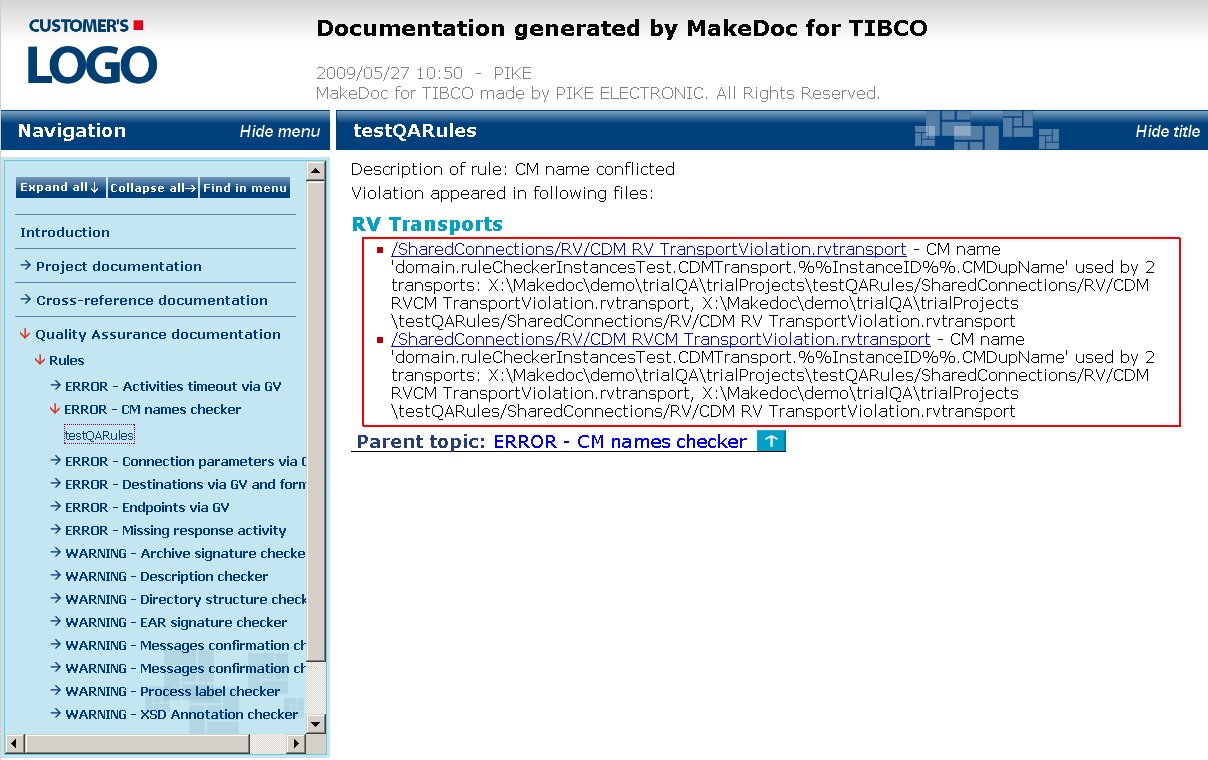 CUSTOMER'S
LOGO
Documentation generated by MakeDoc for TIBCO
2009/05/27 10:50 - PIKE
MakeDoc for TIBCO made by PIKE ELECTRONIC. All Rights Reserved.
Navigation
Hide menu
Expand all↓ Collapse all→ Find in menu
Introduction
→ Project documentation
→ Cross-reference documentation
↓ Quality Assurance documentation
↓ Rules
→ ERROR - Activities timeout via GV
↓ ERROR - CM names checker
testQARules
→ ERROR - Connection parameters via
→ ERROR - Destinations via GV and
→ ERROR - Endpoints via GV
→ ERROR - Missing response activity
→ WARNING - Archive signature checke
→ WARNING - Description checker
→ WARNING - Directory structure check
→ WARNING - EAR signature checker
→ WARNING - Messages confirmation ch
→ WARNING - Messages confirmation ch
→ WARNING - Process label checker
→ WARNING - XSD Annotation checker
testQARules
Hide title
Description of rule: CM name conflicted
Violation appeared in following files:
RV Transports
/SharedConnections/RV/CDM RV TransportViolation.rvtransport - CM name
'domain.ruleCheckerInstancesTest.CDMTransport.%%InstanceID%%.CMDupName' used by 2
transports: X:\Makedoc\demo\trialQA\trialProjects\testQARules/SharedConnections/RV/CDM
RVCM TransportViolation.rvtransport, X:\Makedoc\demo\trialQA\trialProjects
\testQARules/SharedConnections/RV/CDM RV TransportViolation.rvtransport
/SharedConnections/RV/CDM RVCM TransportViolation.rvtransport - CM name
'domain.ruleCheckerInstancesTest.CDMTransport.%%InstanceID%%.CMDupName' used by 2
transports: X:\Makedoc\demo\trialQA\trialProjects\testQARules/SharedConnections/RV/CDM
RVCM TransportViolation.rvtransport, X:\Makedoc\demo\trialQA\trialProjects
\testQARules/SharedConnections/RV/CDM RV TransportViolation.rvtransport
Parent topic: ERROR - CM names checker ↑